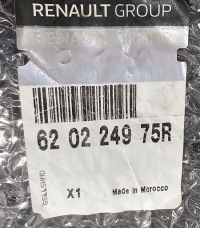 RENAULT GROUP
62 02 249 75R
X1
Made in Morocco